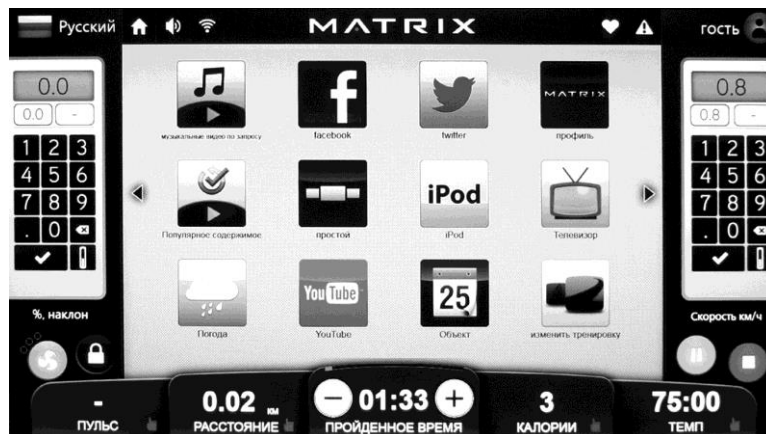 Русский
MATRIX
гость
0.0
0.0 -
1 2 3
4 5 6
7 8 9
. 0
%, наклон
музыкальные видео по запросу
facebook
twitter
MATRIX
профиль
Популярное содержимое
простой
iPod
iPod
Телевизор
Погода
You Tube
YouTube
25
Объект
изменить тренировку
0.8
0.8 -
1 2 3
4 5 6
7 8 9
. 0
Скорость км/ч
-
ПУЛЬС
0.02 км
РАССТОЯНИЕ
01:33
ПРОЙДЕННОЕ ВРЕМЯ
3
КАЛОРИИ
75:00
ТЕМП